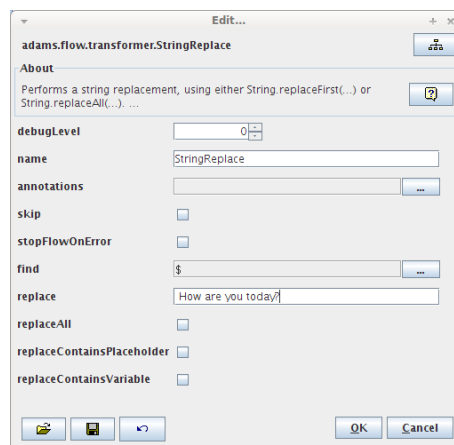 Edit...
adams.flow.transformer.StringReplace
About
Performs a string replacement, using either String.replaceFirst(...) or
String.replaceAll(...). ...
debugLevel 0
name StringReplace
annotations ...
skip
stopFlowOnError
find $ ...
replace How are you today?
replaceAll
replaceContainsPlaceholder
replaceContainsVariable
OK Cancel